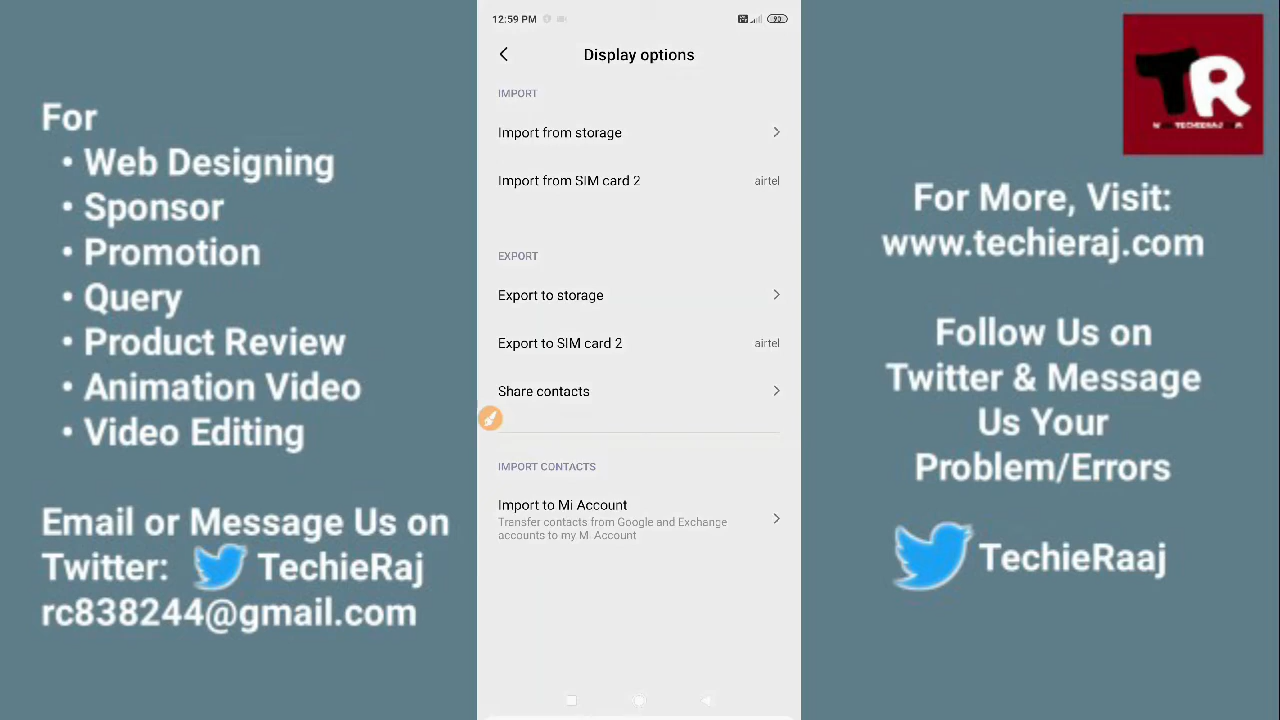 For
• Web Designing
• Sponsor
• Promotion
• Query
• Product Review
• Animation Video
• Video Editing
Email or Message Us on
Twitter: TechieRaj
rc838244@gmail.com
12:59 PM
90
Display options
IMPORT
Import from storage
Import from SIM card 2 airtel
EXPORT
Export to storage
Export to SIM card 2 airtel
Share contacts
IMPORT CONTACTS
Import to Mi Account
Transfer contacts from Google and Exchange
accounts to my Mi Account
TR
For More, Visit:
www.techieraj.com
Follow Us on
Twitter & Message
Us Your
Problem/Errors
TechieRaaj